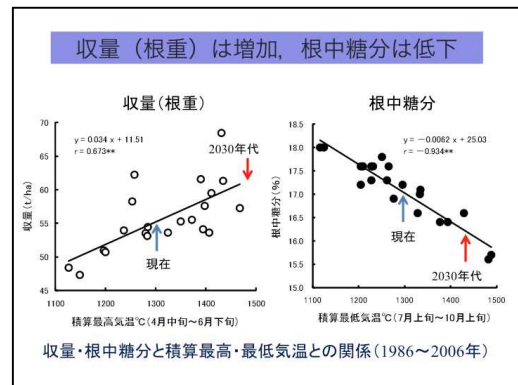 収量（根重）は増加，根中糖分は低下
収量（根重）
y = 0.034 x + 11.51
r = 0.673**
2030年代
現在
収量（t/ha）
70
65
60
55
50
45
1100
1200
1300
1400
1500
積算最高気温℃（4月中旬〜6月下旬）
根中糖分
y = −0.0062 x + 25.03
r = −0.934**
現在
2030年代
根中糖分（%）
18.5
18.0
17.5
17.0
16.5
16.0
15.5
15.0
1100
1200
1300
1400
1500
積算最低気温℃（7月上旬〜10月上旬）
収量・根中糖分と積算最高・最低気温との関係（1986〜2006年）